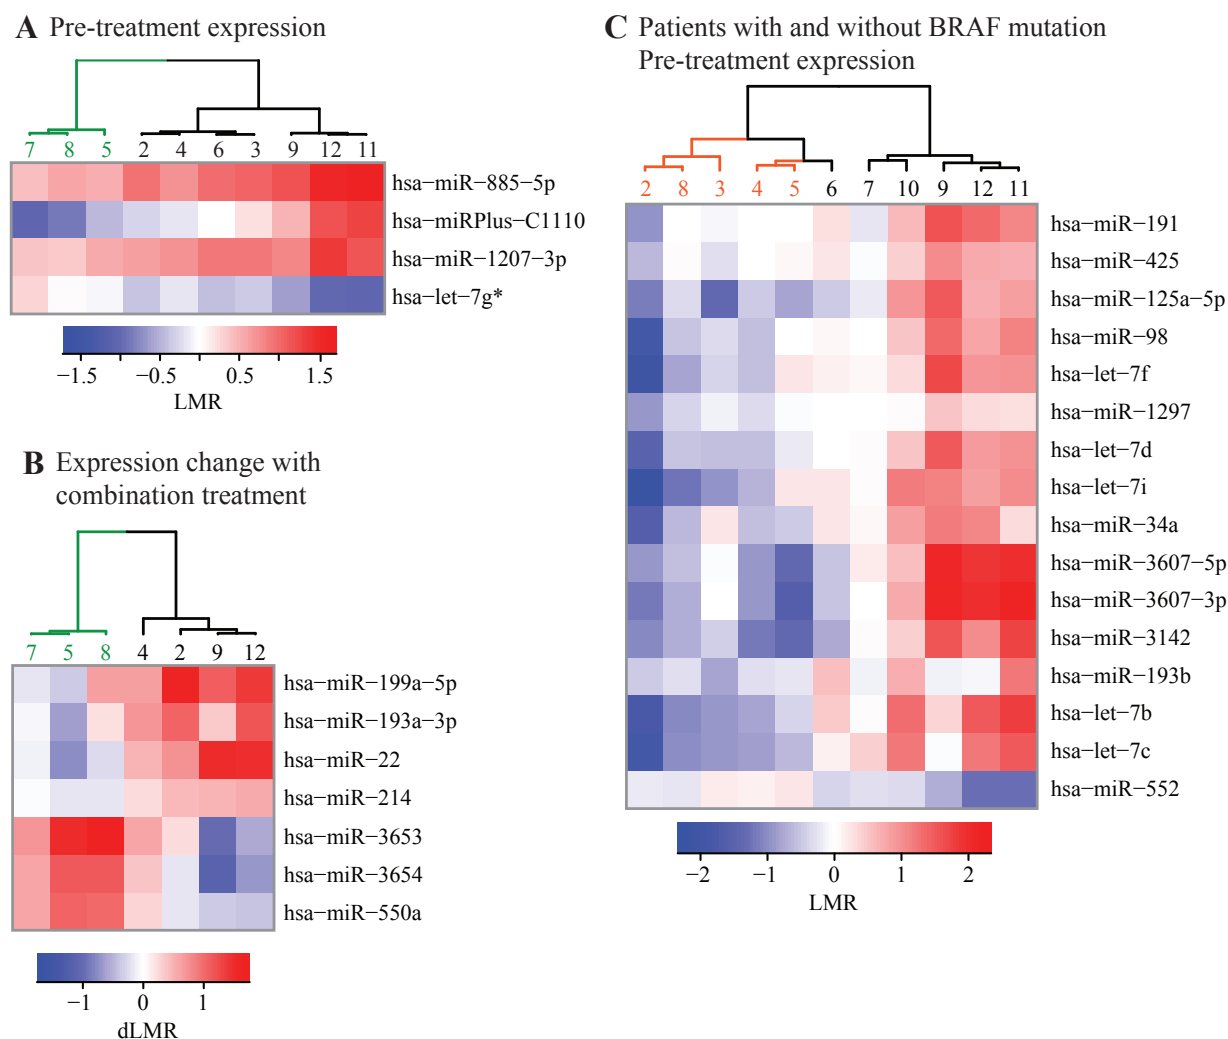 A Pre-treatment expression
7 8 5 2 4 6 3 9 12 11
hsa−miR−885−5p
hsa−miRPlus−C1110
hsa−miR−1207−3p
hsa−let−7g*
−1.5 −0.5 0.5 1.5
LMR
B Expression change with
combination treatment
7 5 8 4 2 9 12
hsa−miR−199a−5p
hsa−miR−193a−3p
hsa−miR−22
hsa−miR−214
hsa−miR−3653
hsa−miR−3654
hsa−miR−550a
−1 0 1
dLMR
C Patients with and without BRAF mutation
Pre-treatment expression
2 8 3 4 5 6 7 10 9 12 11
hsa−miR−191
hsa−miR−425
hsa−miR−125a−5p
hsa−miR−98
hsa−let−7f
hsa−miR−1297
hsa−let−7d
hsa−let−7i
hsa−miR−34a
hsa−miR−3607−5p
hsa−miR−3607−3p
hsa−miR−3142
hsa−miR−193b
hsa−let−7b
hsa−let−7c
hsa−miR−552
−2 −1 0 1 2
LMR